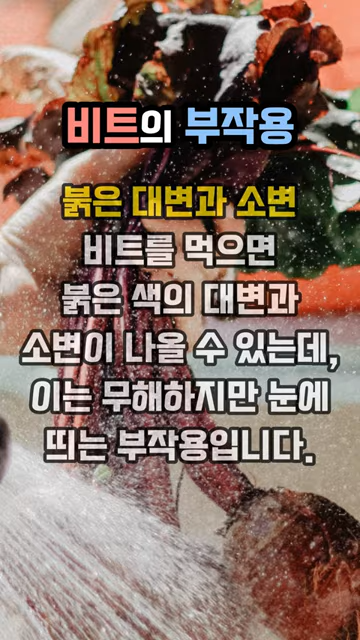 비트의 부작용
붉은 대변과 소변
비트를 먹으면
붉은 색의 대변과
소변이 나올 수 있는데,
이는 무해하지만 눈에
띄는 부작용입니다.